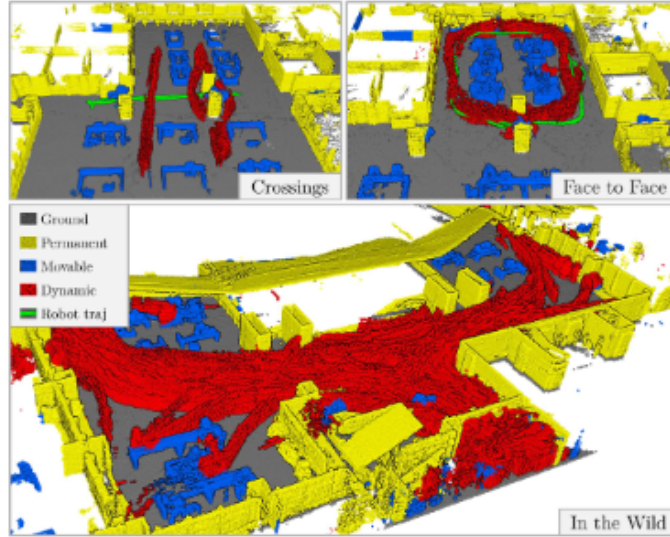 Crossings
Face to Face
Ground
Permanent
Movable
Dynamic
Robot traj
In the Wild